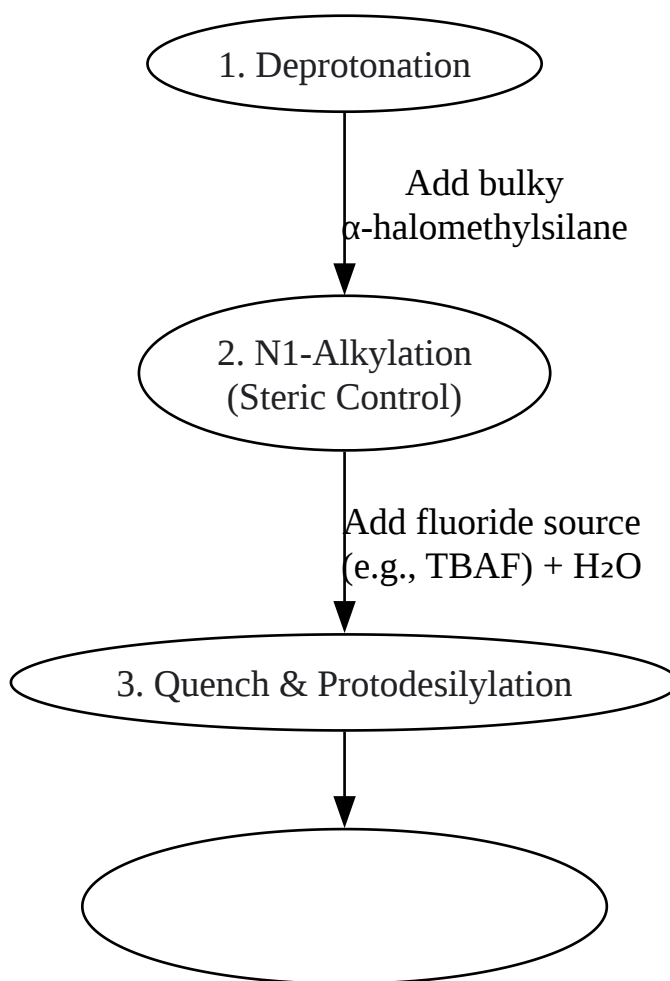 1. Deprotonation
Add bulky
α-halomethylsilane
2. N1-Alkylation
(Steric Control)
Add fluoride source
(e.g., TBAF) + H₂O
3. Quench & Protodesilylation